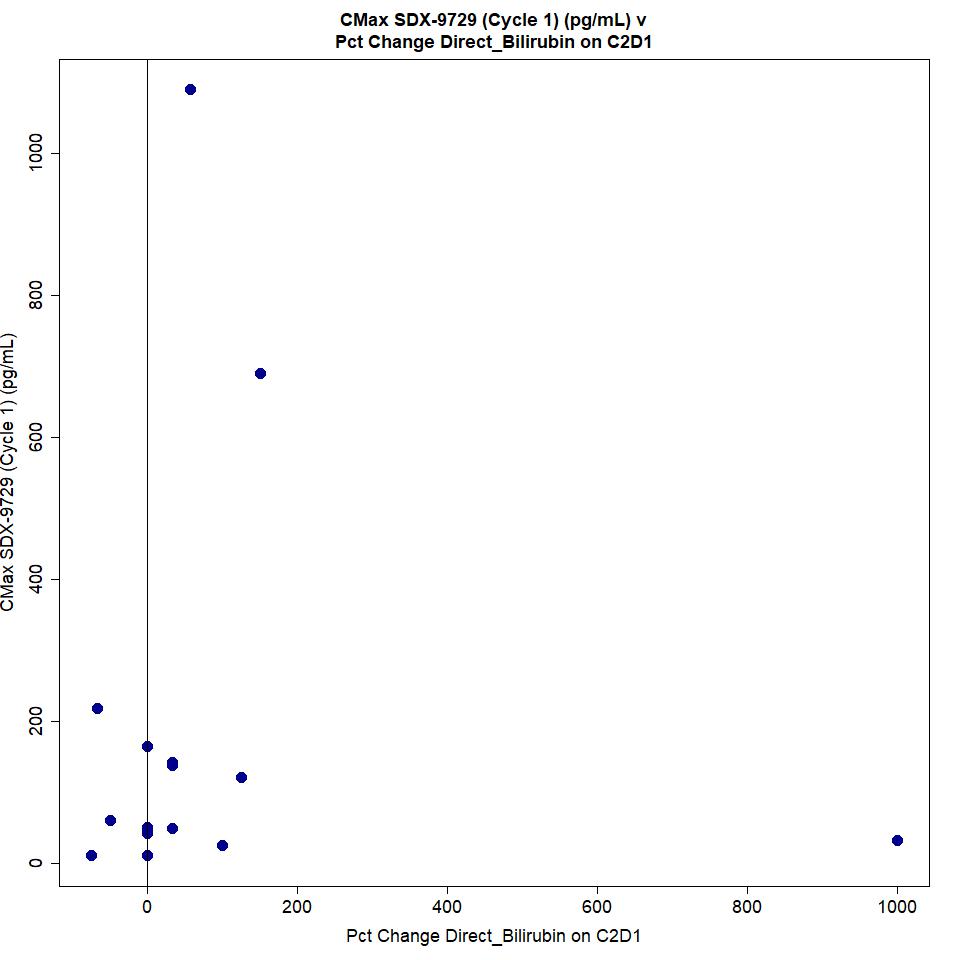 CMax SDX-9729 (Cycle 1) (pg/mL) v
Pct Change Direct_Bilirubin on C2D1
CMax SDX-9729 (Cycle 1) (pg/mL)
1000
800
600
400
200
0
0 200 400 600 800 1000
Pct Change Direct_Bilirubin on C2D1